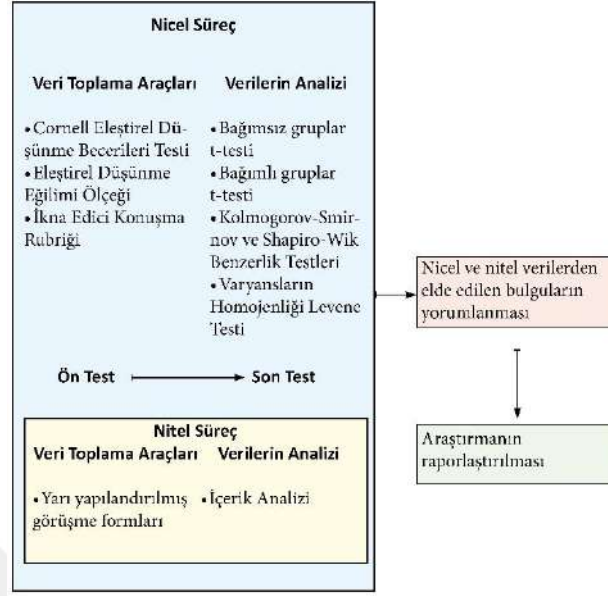 Nicel Süreç
Veri Toplama Araçları
• Cornell Eleştirel Dü-
şünme Becerileri Testi
• Eleştirel Düşünme
Eğilimi Ölçeği
• İkna Edici Konuşma
Rubriği
Verilerin Analizi
• Bağımsız gruplar
t-testi
• Bağımlı gruplar
t-testi
• Kolmogorov-Smir-
nov ve Shapiro-Wik
Benzerlik Testleri
• Varyansların
Homojenliği Levene
Testi
Ön Test
Son Test
Nitel Süreç
Veri Toplama Araçları
• Yarı yapılandırılmış
görüşme formları
Verilerin Analizi
• İçerik Analizi
Nicel ve nitel verilerden
elde edilen bulguların
yorumlanması
Araştırmanın
raporlaştırılması